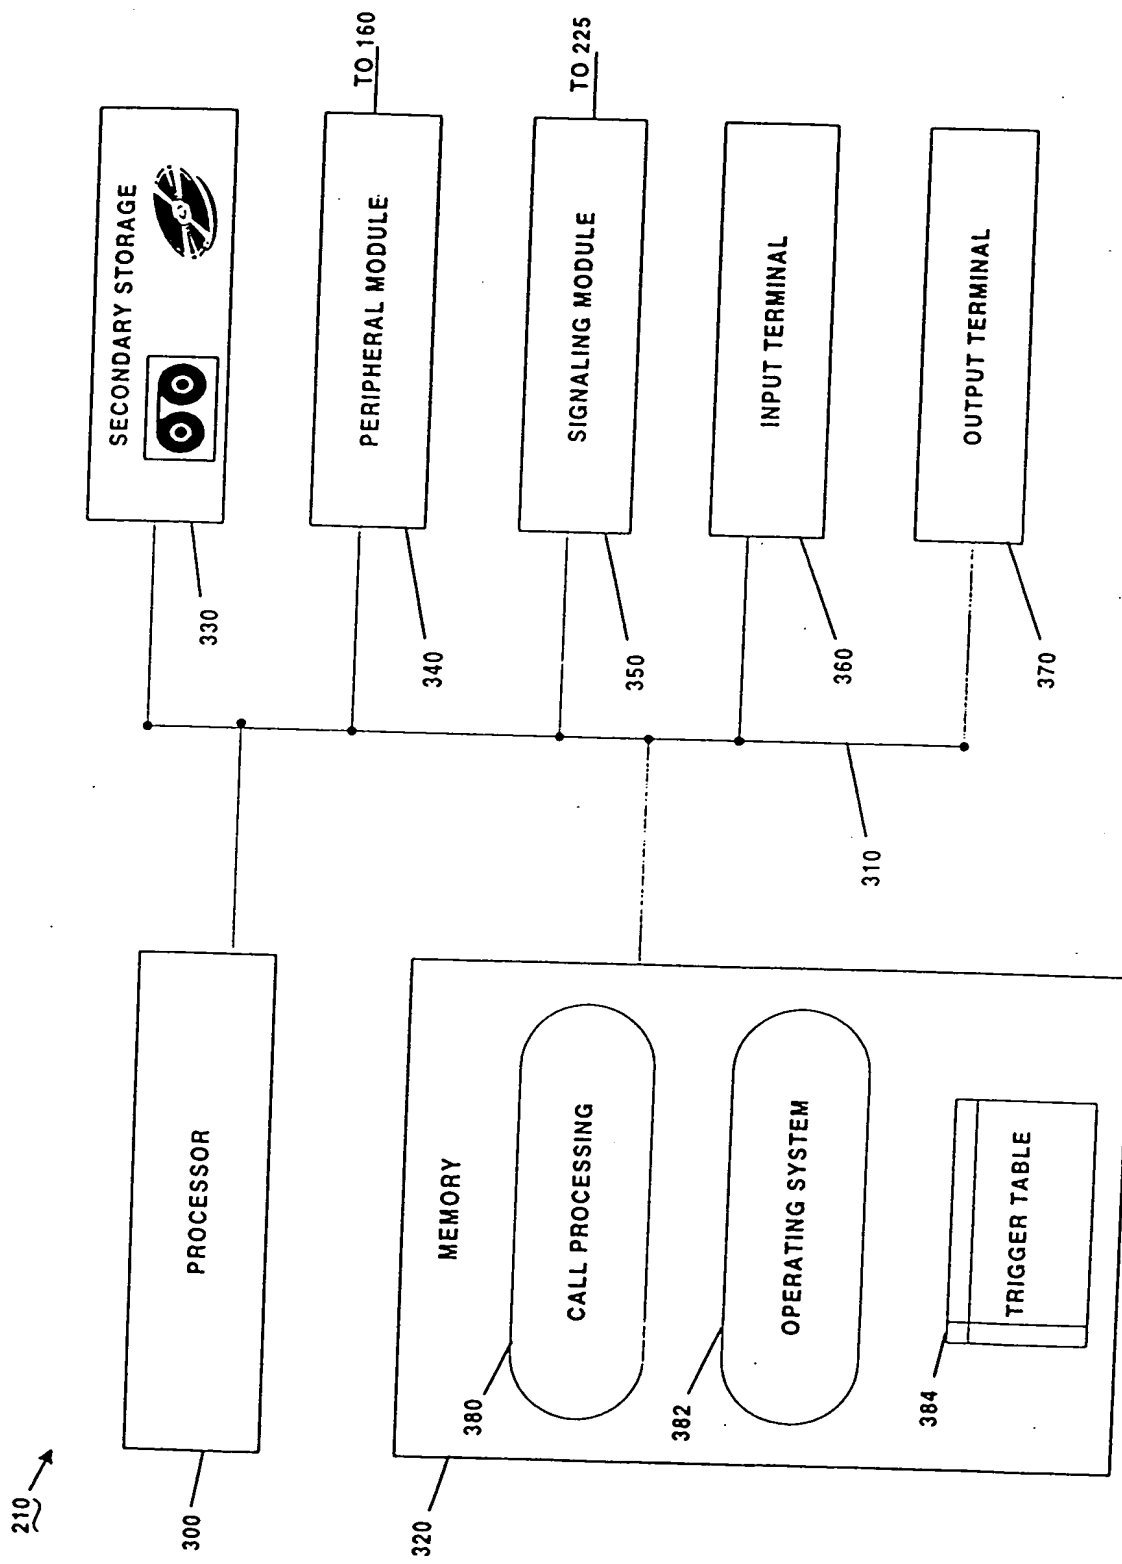 210
300
PROCESSOR
320
MEMORY
380
CALL PROCESSING
382
OPERATING SYSTEM
384
TRIGGER TABLE
310
330
SECONDARY STORAGE
340
PERIPHERAL MODULE
TO 160
350
SIGNALING MODULE
TO 225
360
INPUT TERMINAL
370
OUTPUT TERMINAL